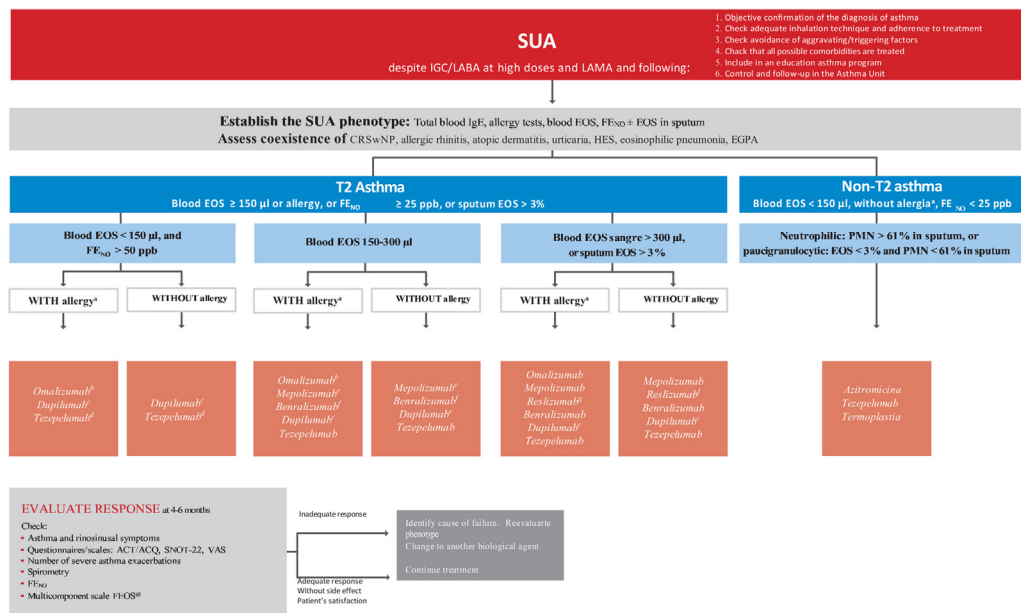 SUA
despite IGC/LABA at high doses and LAMA and following:
1. Objective confirmation of the diagnosis of asthma
2. Check adequate inhalation technique and adherence to treatment
3. Check avoidance of aggravating/triggering factors
4. Chack that all possible comorbidities are treated
5. Include in an education asthma program
6. Control and follow-up in the Asthma Unit
Establish the SUA phenotype: Total blood IgE, allergy tests, blood EOS, FENO ± EOS in sputum
Assess coexistence of CRSwNP, allergic rhinitis, atopic dermatitis, urticaria, HES, eosinophilic pneumonia, EGPA
T2 Asthma
Blood EOS ≥ 150 µl or allergy, or FENO ≥ 25 ppb, or sputum EOS > 3%
Non-T2 asthma
Blood EOS < 150 µl, without alergiaª, FE NO < 25 ppb
Blood EOS < 150 µl, and
FENO > 50 ppb
Blood EOS 150-300 µl
Blood EOS sangre > 300 µl,
or sputum EOS > 3%
Neutrophilic: PMN > 61% in sputum, or
paucigranulocytic: EOS < 3% and PMN < 61% in sputum
WITH allergyª
WITHOUT allergy
WITH allergyª
WITHOUT allergy
WITH allergyª
WITHOUT allergy
Omalizumabᵇ
Dupilumabᶜ
Tezepelumabᵈ
Dupilumabᶜ
Tezepelumabᵈ
Omalizumabᵇ
Mepolizumabᵉ
Benralizumabᶠ
Dupilumabᶜ
Tezepelumab
Mepolizumabᵉ
Benralizumabᶠ
Dupilumabᶜ
Tezepelumab
Omalizumab
Mepolizumab
Reslizumabᵍ
Benralizumab
Dupilumabᶜ
Tezepelumab
Mepolizumab
Reslizumabᶠ
Benralizumab
Dupilumabᶜ
Tezepelumab
Azitromicina
Tezepelumab
Termoplastia
EVALUATE RESPONSE at 4-6 months
Check:
• Asthma and rinosinusal symptoms
• Questionnaires/scales: ACT/ACQ, SNOT-22, VAS
• Number of severe asthma exacerbations
• Spirometry
• FENO
• Multicomponent scale FEOS
Inadequate response
Adequate response
Without side effect
Patient's satisfaction
Identify cause of failure. Reevaluarte
phenotype
Change to another biological agent
Continue treatment